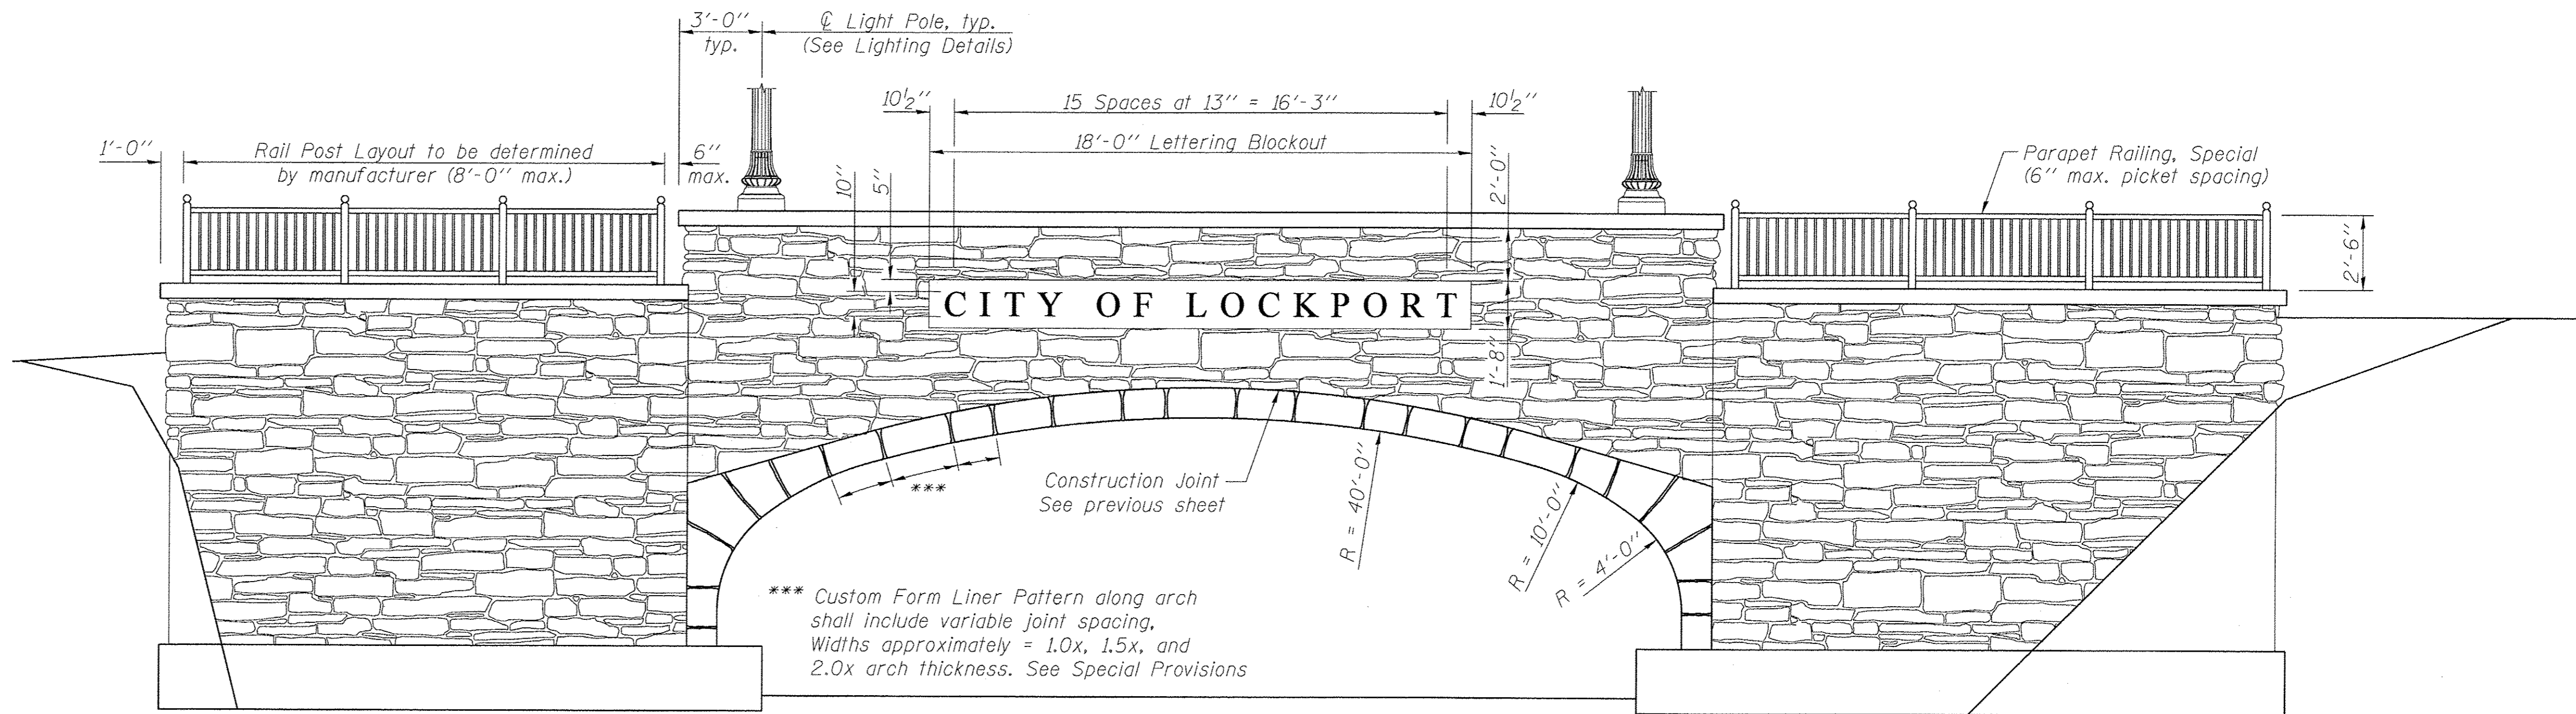 3'-0"
typ.
℄ Light Pole, typ.
(See Lighting Details)
10½"
15 Spaces at 13" = 16'-3"
10½"
18'-0" Lettering Blockout
1'-0"
Rail Post Layout to be determined
by manufacturer (8'-0" max.)
6"
max.
10"
5"
2'-0"
Parapet Railing, Special
(6" max. picket spacing)
2'-6"
CITY OF LOCKPORT
1'-8"
***
Construction Joint
See previous sheet
R = 40'-0"
R = 10'-0"
R = 4'-0"
*** Custom Form Liner Pattern along arch
shall include variable joint spacing,
Widths approximately = 1.0x, 1.5x, and
2.0x arch thickness. See Special Provisions